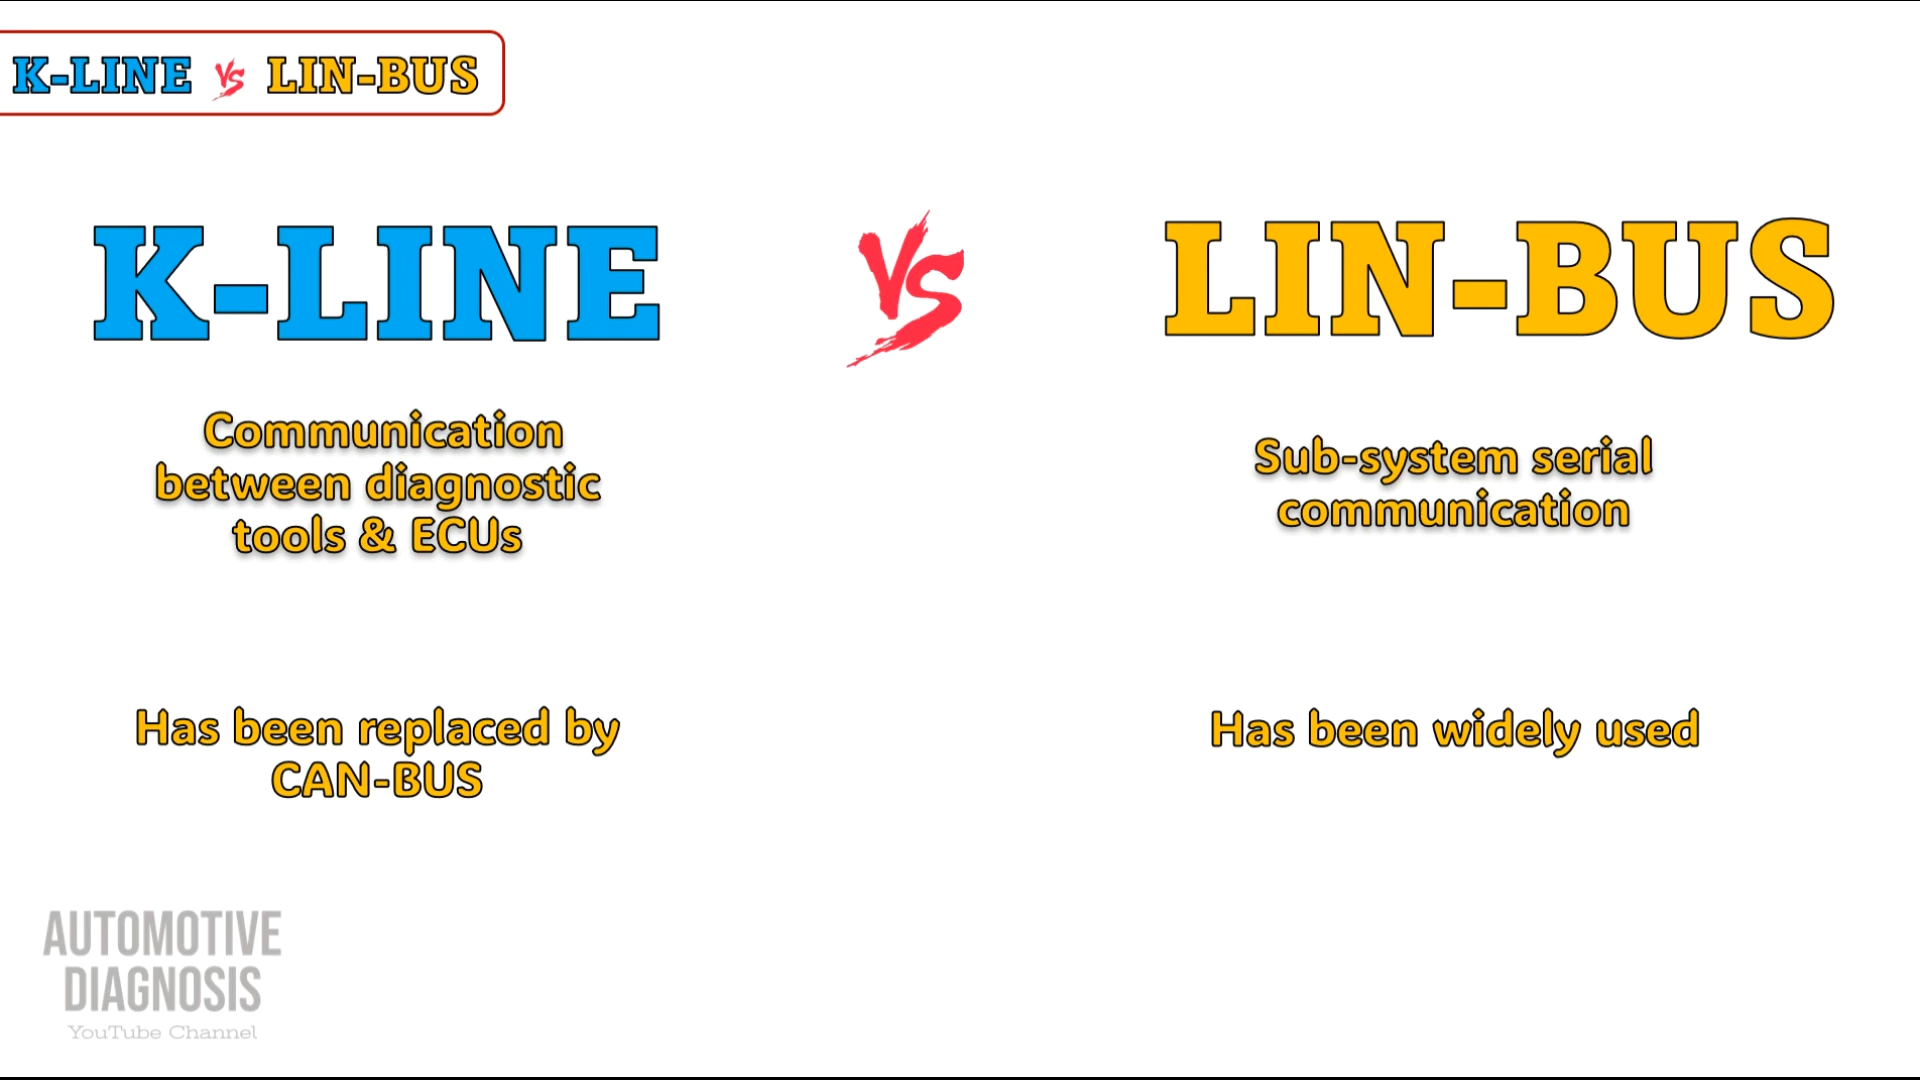 K-LINE VS LIN-BUS
K-LINE VS LIN-BUS
Communication
between diagnostic
tools & ECUs
Sub-system serial
communication
Has been replaced by
CAN-BUS
Has been widely used
AUTOMOTIVE
DIAGNOSIS
YouTube Channel